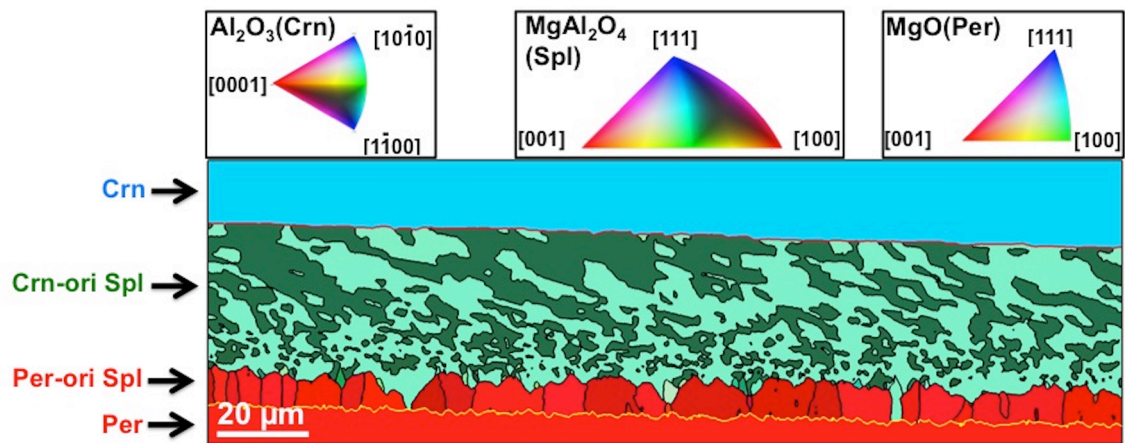 Al₂O₃(Crn)
[101̄0]
[0001]
[11̄00]
MgAl₂O₄
(Spl)
[111]
[001]
[100]
MgO(Per)
[111]
[001]
[100]
Crn
Crn-ori Spl
Per-ori Spl
Per
20 μm